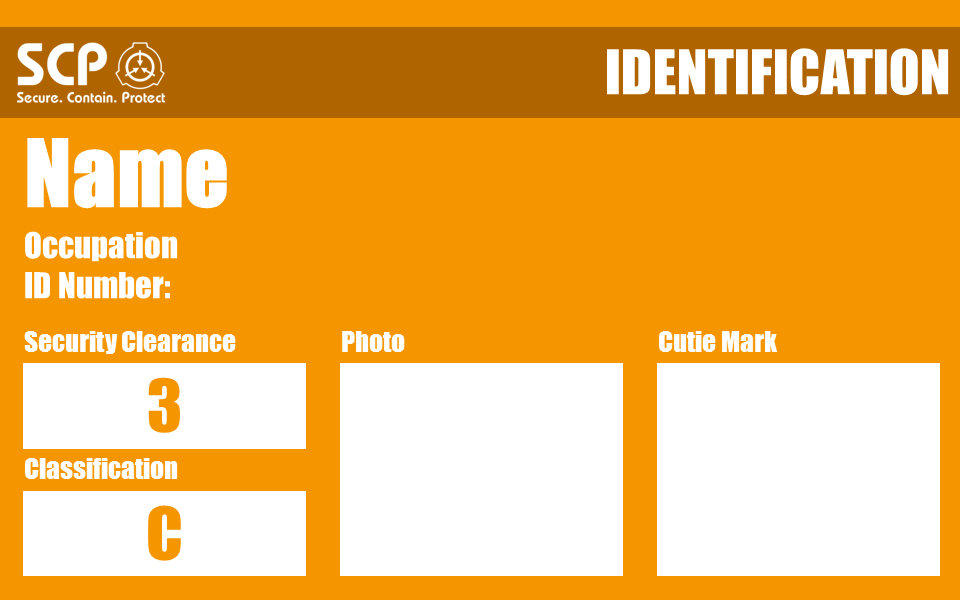 SCP
Secure. Contain. Protect
IDENTIFICATION
Name
Occupation
ID Number:
Security Clearance
3
Classification
C
Photo
Cutie Mark